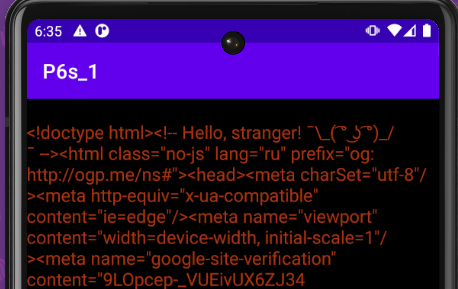 6:35
P6s_1
<!doctype html><!-- Hello, stranger! ¯\_( ͡° ͜ʖ ͡°)_/
¯ --><html class="no-js" lang="ru" prefix="og:
http://ogp.me/ns#"><head><meta charSet="utf-8"/
><meta http-equiv="x-ua-compatible"
content="ie=edge"/><meta name="viewport"
content="width=device-width, initial-scale=1"/
><meta name="google-site-verification"
content="9LOpcep-_VUEivUX6ZJ34